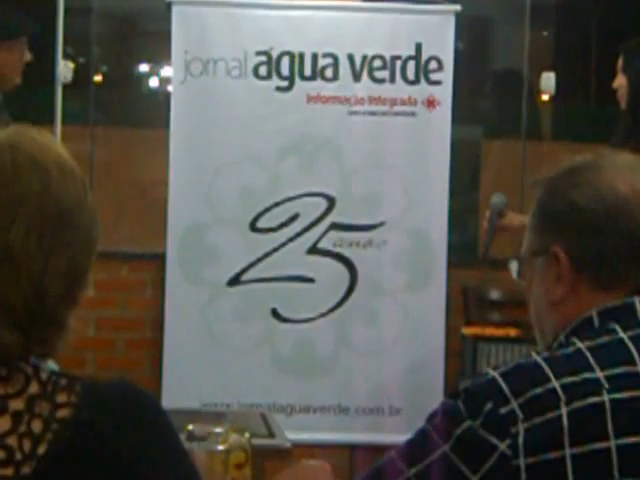 jornal água verde
Informação Integrada
25
anos
www.jornalaguaverde.com.br